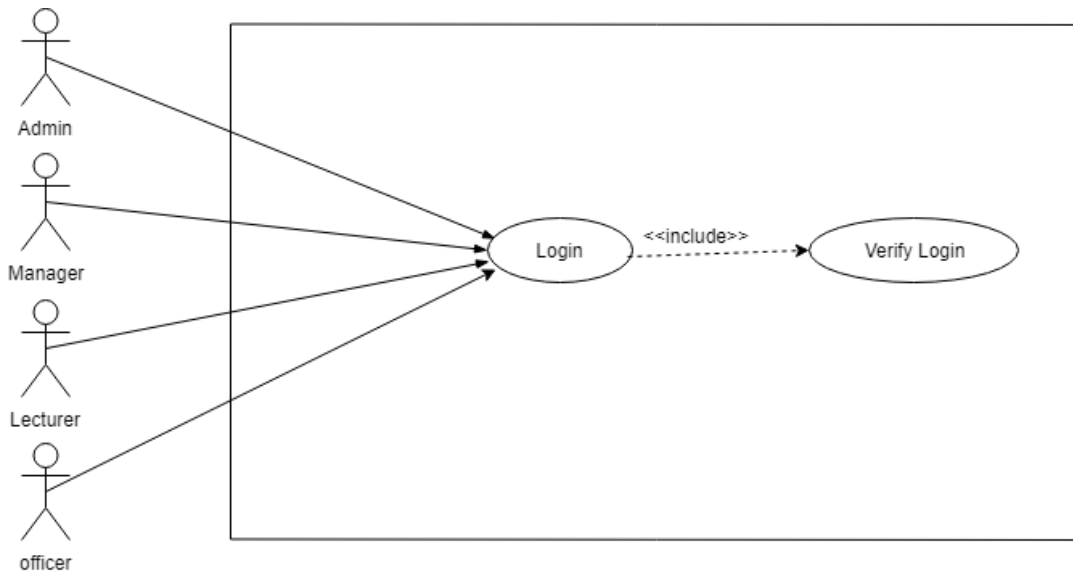 Admin
Manager
Lecturer
officer
Login
<<include>>
Verify Login